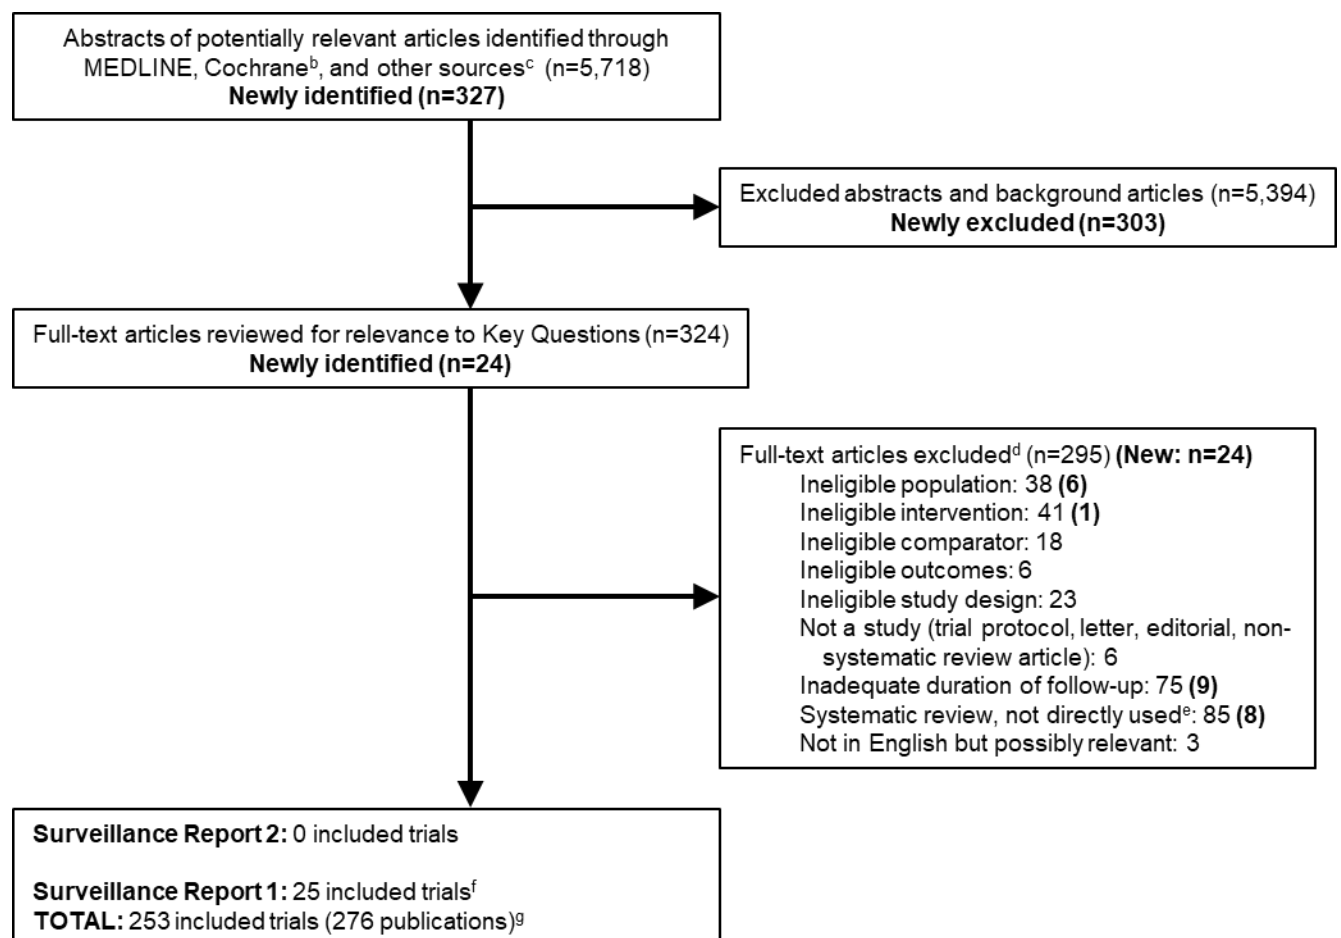 Abstracts of potentially relevant articles identified through
MEDLINE, Cochraneᵇ, and other sourcesᶜ (n=5,718)
Newly identified (n=327)
Excluded abstracts and background articles (n=5,394)
Newly excluded (n=303)
Full-text articles reviewed for relevance to Key Questions (n=324)
Newly identified (n=24)
Full-text articles excludedᵈ (n=295) (New: n=24)
Ineligible population: 38 (6)
Ineligible intervention: 41 (1)
Ineligible comparator: 18
Ineligible outcomes: 6
Ineligible study design: 23
Not a study (trial protocol, letter, editorial, non-
systematic review article): 6
Inadequate duration of follow-up: 75 (9)
Systematic review, not directly usedᵉ: 85 (8)
Not in English but possibly relevant: 3
Surveillance Report 2: 0 included trials
Surveillance Report 1: 25 included trialsᶠ
TOTAL: 253 included trials (276 publications)ᵍ